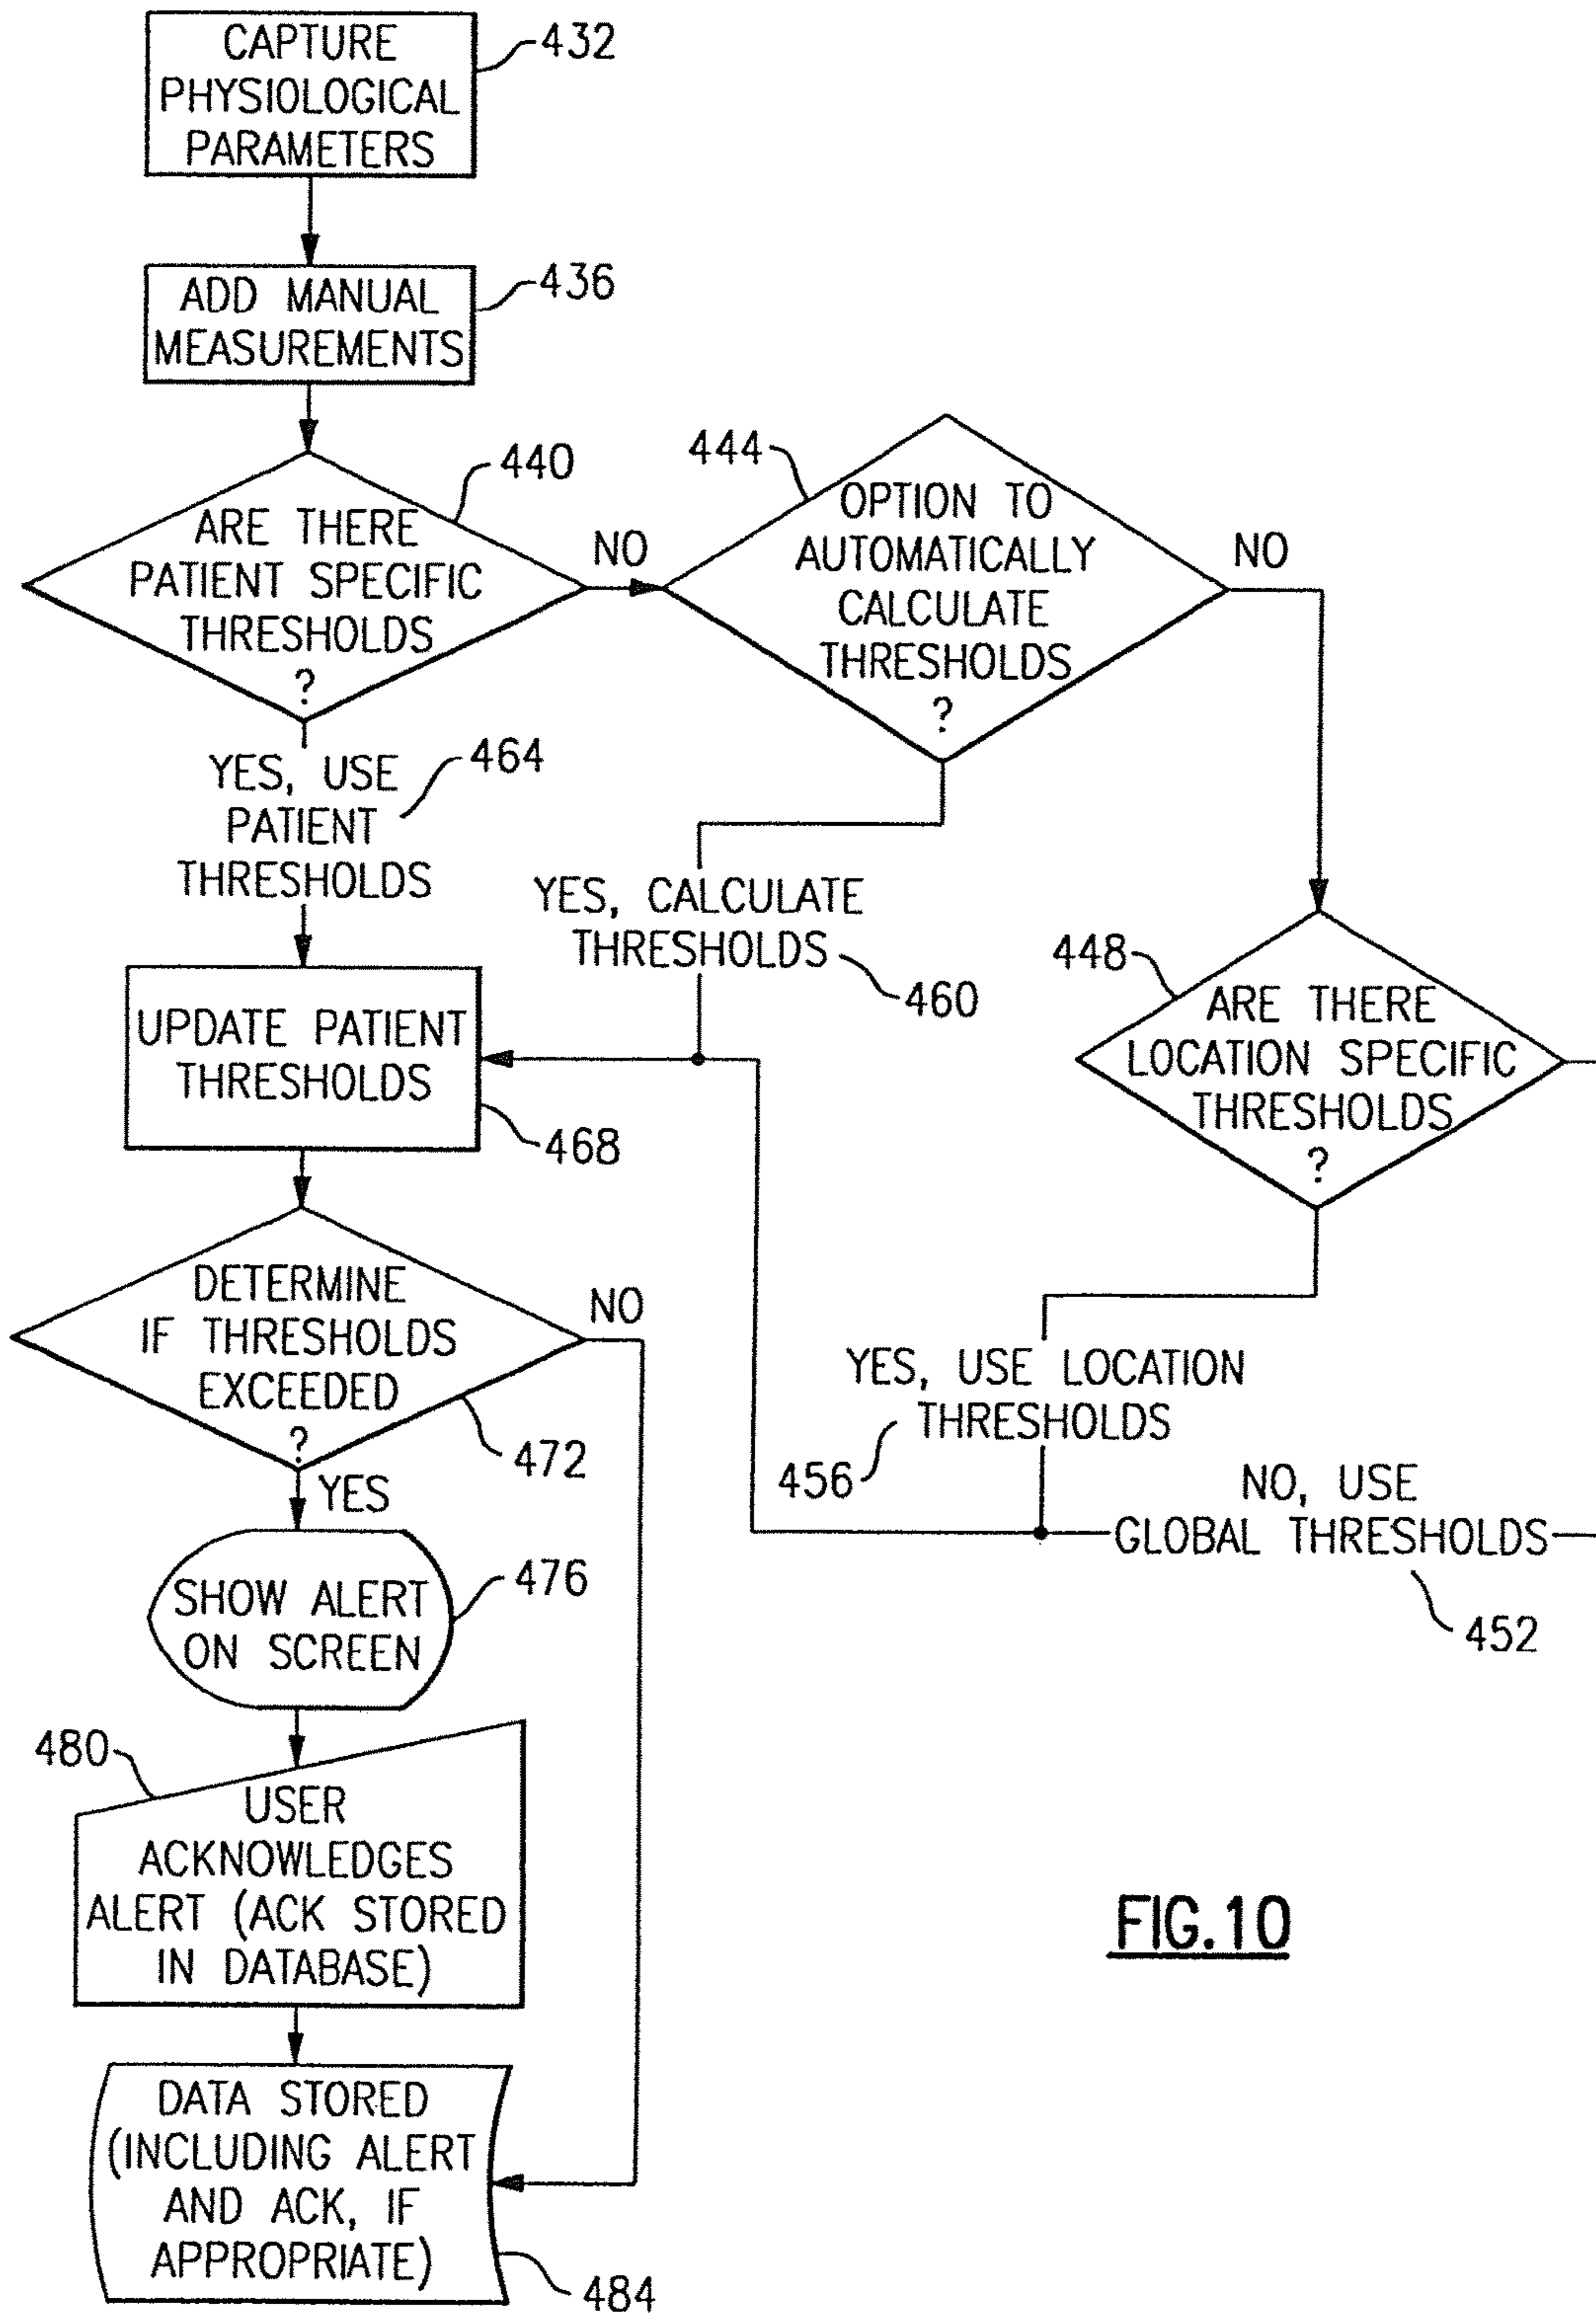 CAPTURE
PHYSIOLOGICAL
PARAMETERS
432
ADD MANUAL
MEASUREMENTS
436
ARE THERE
PATIENT SPECIFIC
THRESHOLDS
?
440
NO
444
OPTION TO
AUTOMATICALLY
CALCULATE
THRESHOLDS
?
NO
YES, USE
PATIENT
THRESHOLDS
464
YES, CALCULATE
THRESHOLDS
460
448
ARE THERE
LOCATION SPECIFIC
THRESHOLDS
?
UPDATE PATIENT
THRESHOLDS
468
DETERMINE
IF THRESHOLDS
EXCEEDED
?
NO
472
YES
YES, USE LOCATION
THRESHOLDS
456
NO, USE
GLOBAL THRESHOLDS
452
SHOW ALERT
ON SCREEN
476
480
USER
ACKNOWLEDGES
ALERT (ACK STORED
IN DATABASE)
DATA STORED
(INCLUDING ALERT
AND ACK, IF
APPROPRIATE)
484
FIG.10